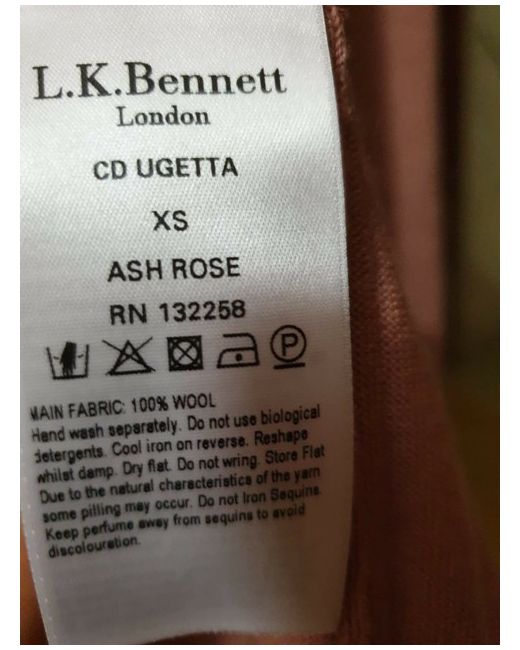 L.K.Bennett
London
CD UGETTA
XS
ASH ROSE
RN 132258
P
MAIN FABRIC: 100% WOOL
Hand wash separately. Do not use biological
detergents. Cool iron on reverse. Reshape
whilst damp. Dry flat. Do not wring. Store Flat
Due to the natural characteristics of the yarn
some pilling may occur. Do not Iron Sequins.
Keep perfume away from sequins to avoid
discolouration.